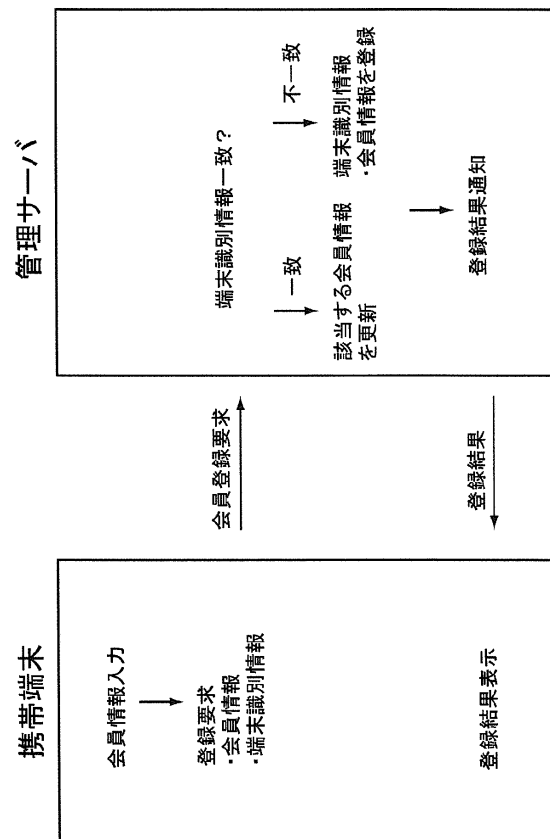 携帯端末
会員情報入力
登録要求
・会員情報
・端末識別情報
登録結果表示
会員登録要求
登録結果
管理サーバ
端末識別情報一致？
一致
不一致
該当する会員情報
を更新
端末識別情報
・会員情報を登録
登録結果通知